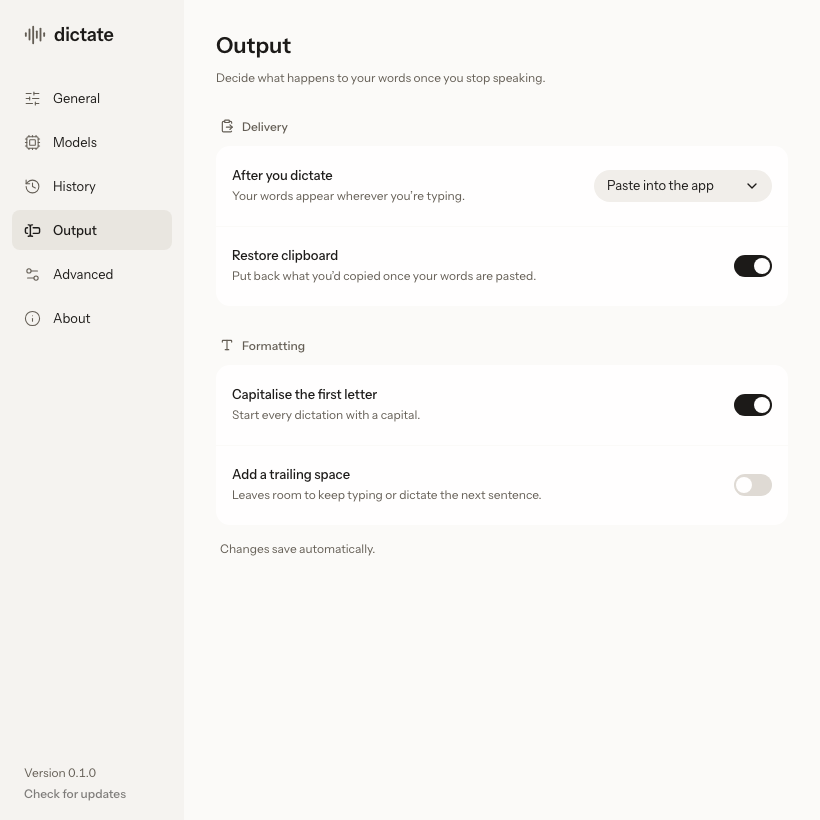 dictate
General
Models
History
Output
Advanced
About
Version 0.1.0
Check for updates
Output
Decide what happens to your words once you stop speaking.
Delivery
After you dictate
Your words appear wherever you’re typing.
Paste into the app
Restore clipboard
Put back what you’d copied once your words are pasted.
Formatting
Capitalise the first letter
Start every dictation with a capital.
Add a trailing space
Leaves room to keep typing or dictate the next sentence.
Changes save automatically.